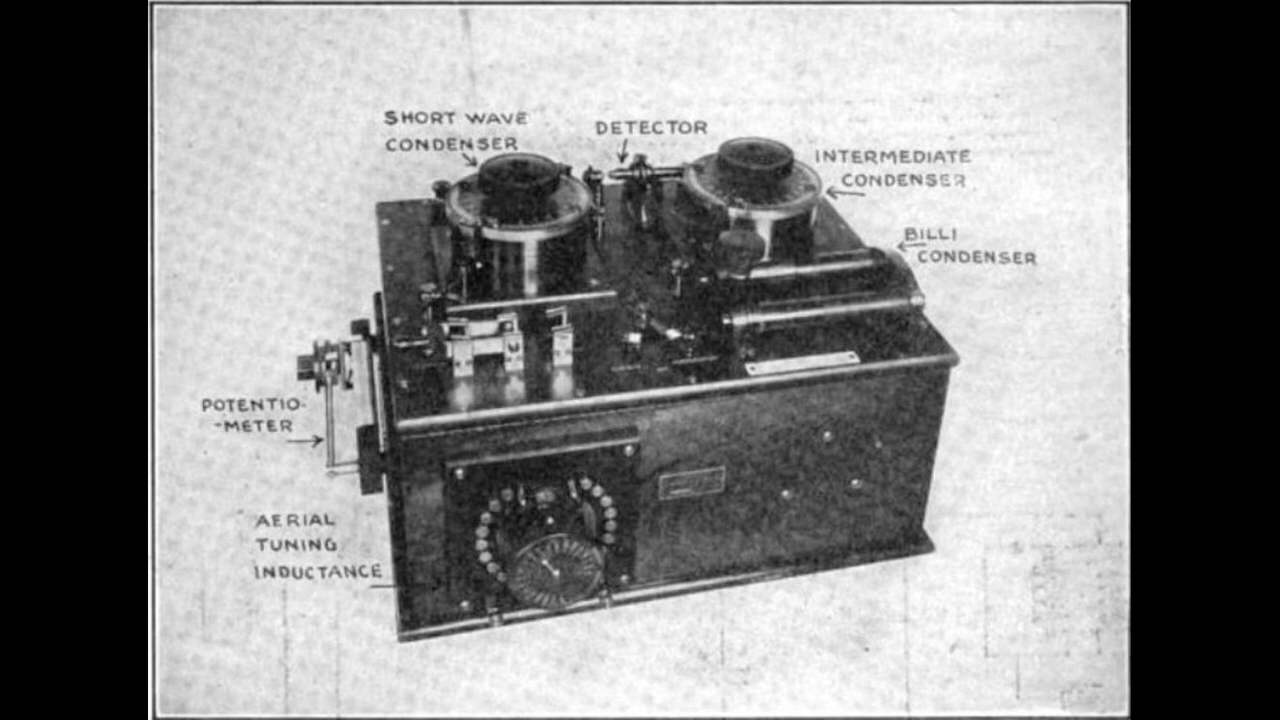 SHORT WAVE
CONDENSER
DETECTOR
INTERMEDIATE
CONDENSER
BILLI
CONDENSER
POTENTIO-
-METER
AERIAL
TUNING
INDUCTANCE